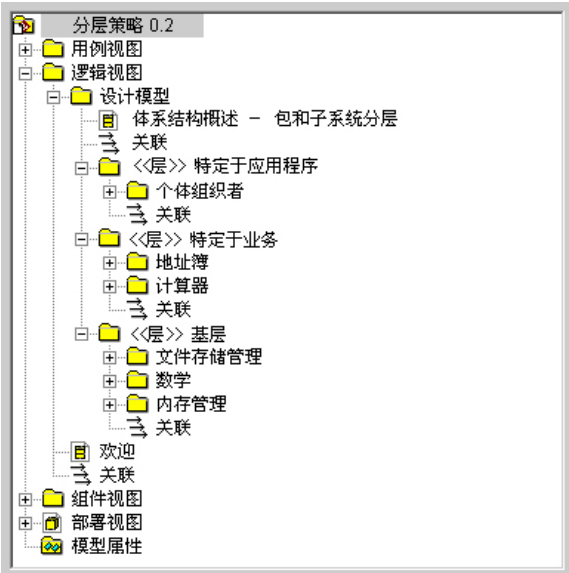 分层策略 0.2
用例视图
逻辑视图
设计模型
体系结构概述 - 包和子系统分层
关联
<<层>> 特定于应用程序
个体组织者
关联
<<层>> 特定于业务
地址簿
计算器
关联
<<层>> 基层
文件存储管理
数学
内存管理
关联
欢迎
关联
组件视图
部署视图
模型属性